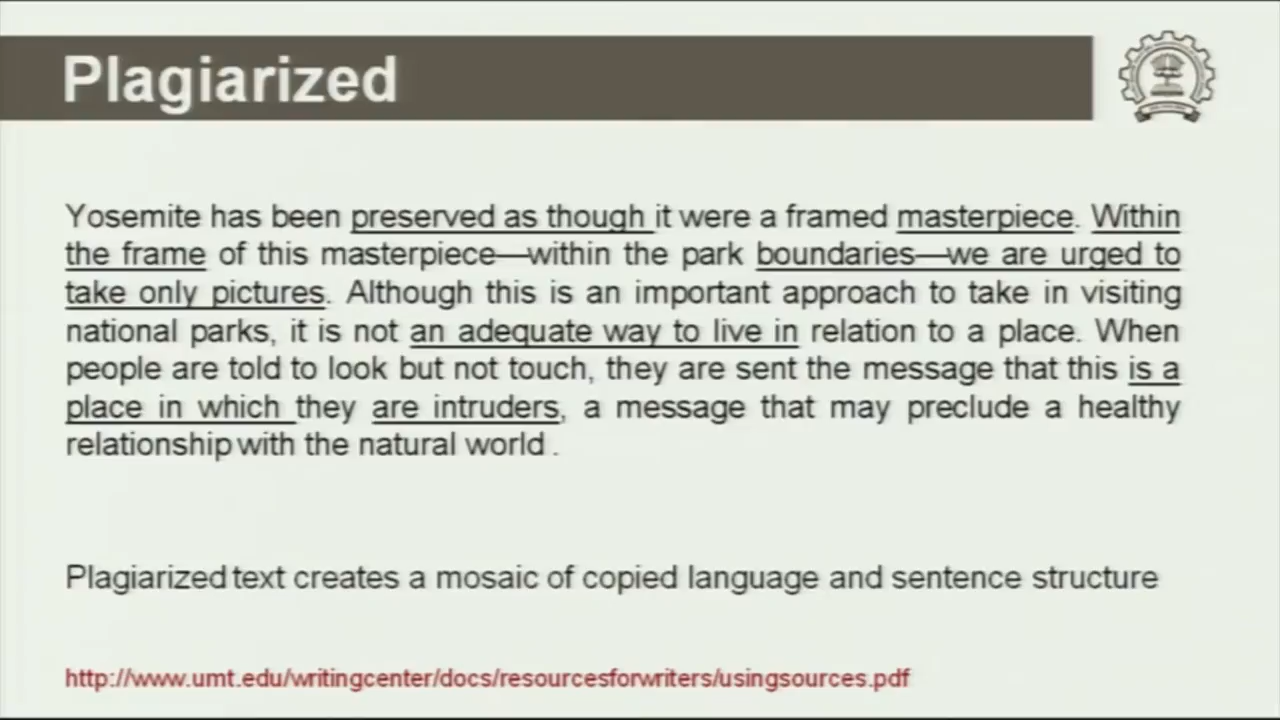 Plagiarized
Yosemite has been preserved as though it were a framed masterpiece. Within
the frame of this masterpiece—within the park boundaries—we are urged to
take only pictures. Although this is an important approach to take in visiting
national parks, it is not an adequate way to live in relation to a place. When
people are told to look but not touch, they are sent the message that this is a
place in which they are intruders, a message that may preclude a healthy
relationship with the natural world .
Plagiarized text creates a mosaic of copied language and sentence structure
http://www.umt.edu/writingcenter/docs/resourcesforwriters/usingsources.pdf